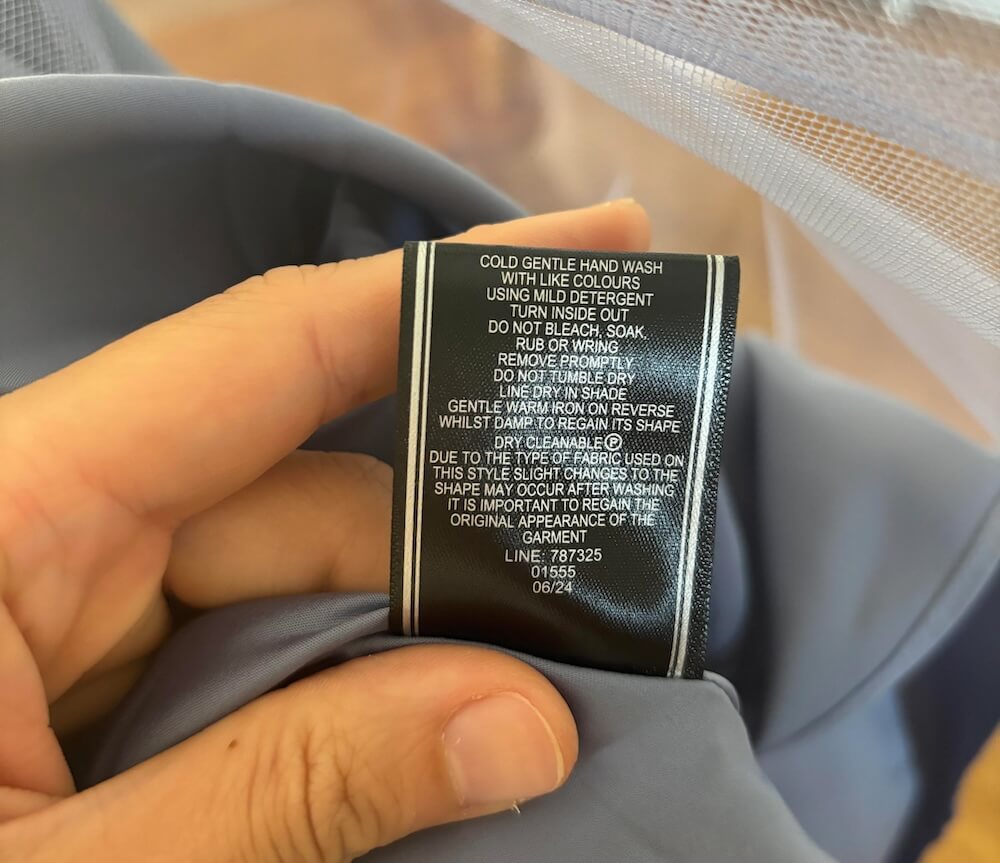 COLD GENTLE HAND WASH
WITH LIKE COLOURS
USING MILD DETERGENT
TURN INSIDE OUT
DO NOT BLEACH, SOAK,
RUB OR WRING
REMOVE PROMPTLY
DO NOT TUMBLE DRY
LINE DRY IN SHADE
GENTLE WARM IRON ON REVERSE
WHILST DAMP TO REGAIN ITS SHAPE
DRY CLEANABLE Ⓟ
DUE TO THE TYPE OF FABRIC USED ON
THIS STYLE SLIGHT CHANGES TO THE
SHAPE MAY OCCUR AFTER WASHING
IT IS IMPORTANT TO REGAIN THE
ORIGINAL APPEARANCE OF THE
GARMENT
LINE: 787325
01555
06/24